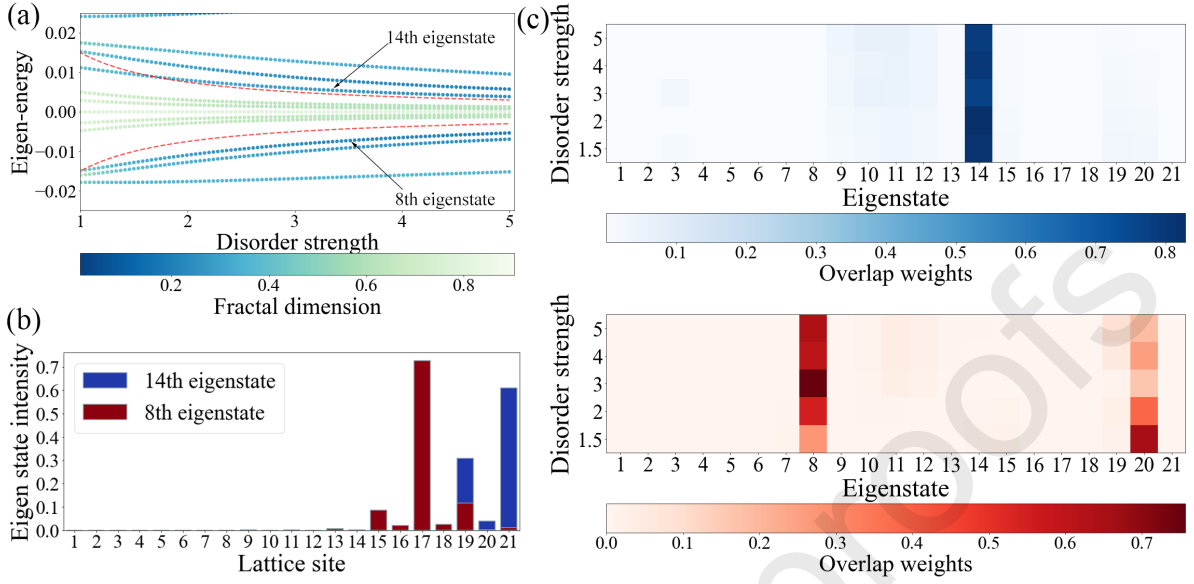 (a)
0.02
0.01
0.00
−0.01
−0.02
Eigen-energy
14th eigenstate
8th eigenstate
1 2 3 4 5
Disorder strength
0.2 0.4 0.6 0.8
Fractal dimension
(b)
0.7
0.6
0.5
0.4
0.3
0.2
0.1
0.0
Eigen state intensity
14th eigenstate
8th eigenstate
1 2 3 4 5 6 7 8 9 10 11 12 13 14 15 16 17 18 19 20 21
Lattice site
(c)
5
4
3
2
1.5
Disorder strength
1 2 3 4 5 6 7 8 9 10 11 12 13 14 15 16 17 18 19 20 21
Eigenstate
0.1 0.2 0.3 0.4 0.5 0.6 0.7 0.8
Overlap weights
5
4
3
2
1.5
Disorder strength
1 2 3 4 5 6 7 8 9 10 11 12 13 14 15 16 17 18 19 20 21
Eigenstate
0.0 0.1 0.2 0.3 0.4 0.5 0.6 0.7
Overlap weights
proofs